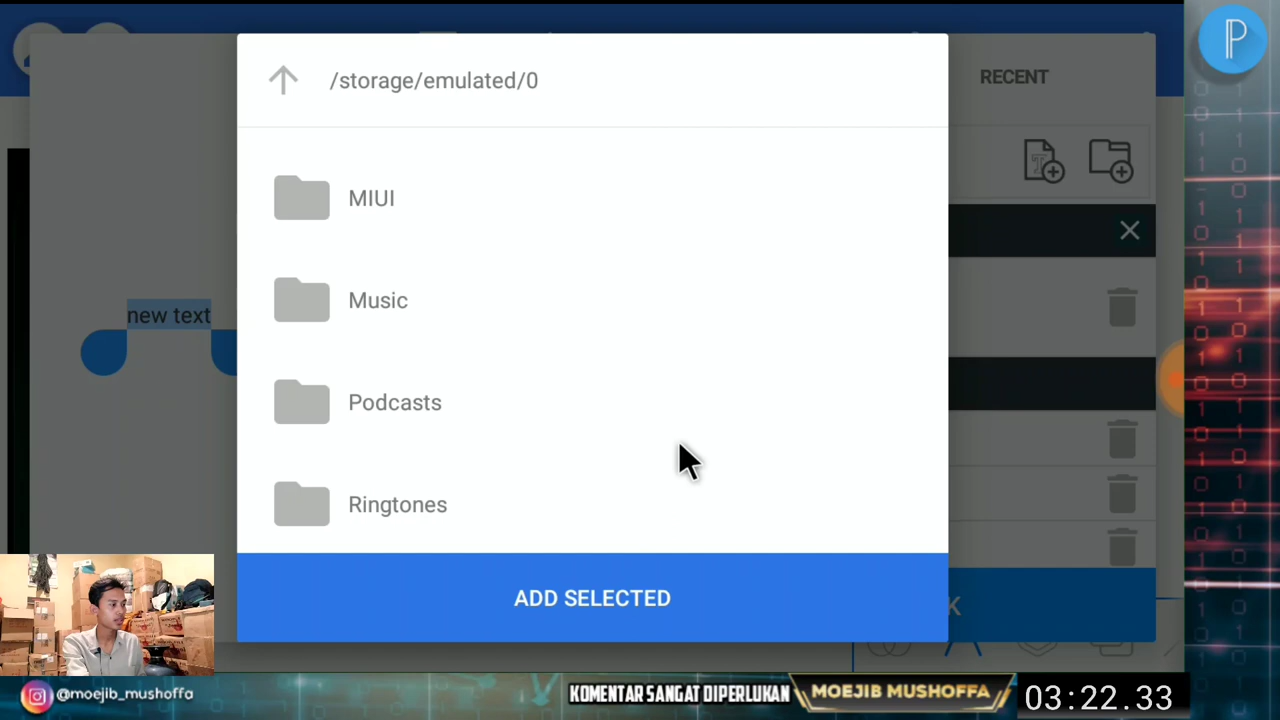 /storage/emulated/0
RECENT
MIUI
Music
new text
Podcasts
Ringtones
ADD SELECTED
K
@moejib_mushoffa
KOMENTAR SANGAT DIPERLUKAN
MOEJIB MUSHOFFA
03:22.33
P